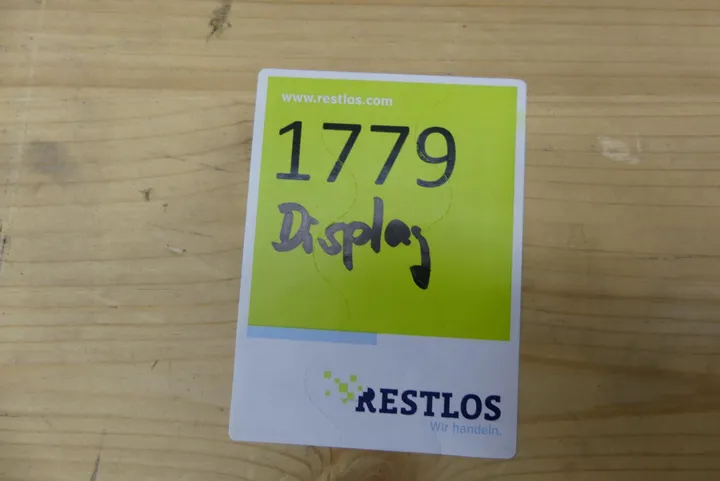 www.restlos.com
1779
Display
RESTLOS
Wir handeln.